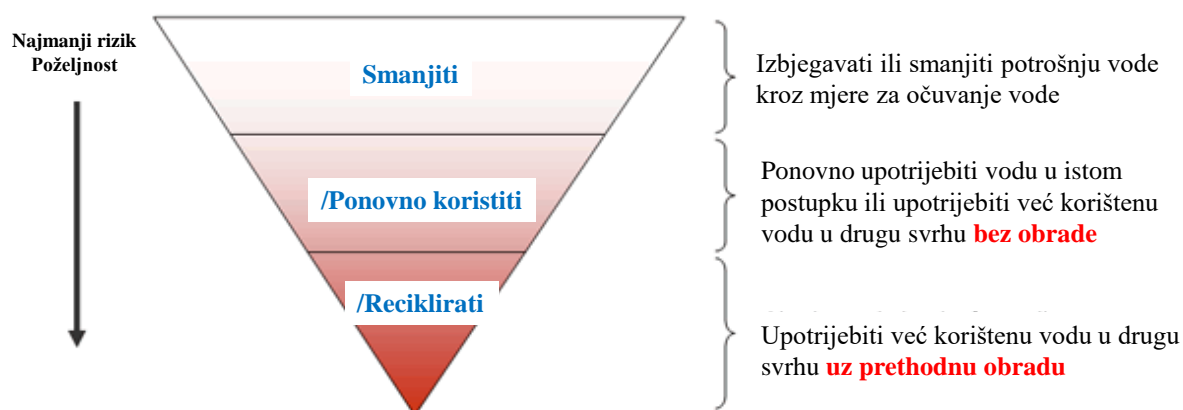 Najmanji rizik
Poželjnost
Smanjiti
Izbjegavati ili smanjiti potrošnju vode
kroz mjere za očuvanje vode
/Ponovno koristiti
Ponovno upotrijebiti vodu u istom
postupku ili upotrijebiti već korištenu
vodu u drugu svrhu bez obrade
/Reciklirati
Upotrijebiti već korištenu vodu u drugu
svrhu uz prethodnu obradu